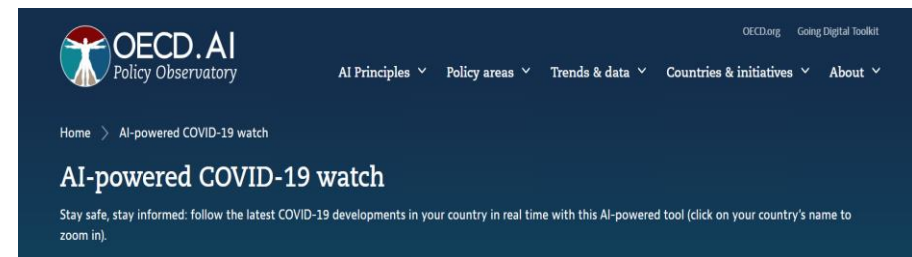 OECD.org Going Digital Toolkit
OECD.AI
Policy Observatory
AI Principles Policy areas Trends & data Countries & initiatives About
Home > AI-powered COVID-19 watch
AI-powered COVID-19 watch
Stay safe, stay informed: follow the latest COVID-19 developments in your country in real time with this AI-powered tool (click on your country's name to
zoom in).